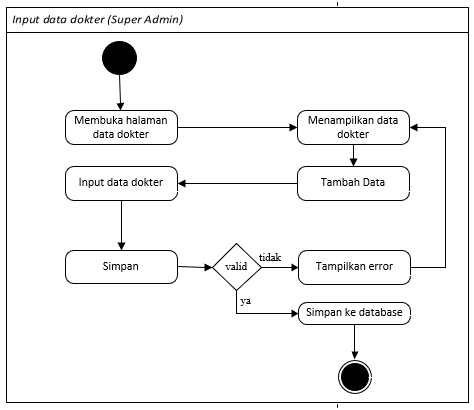 Input data dokter (Super Admin)
Membuka halaman
data dokter
Menampilkan data
dokter
Input data dokter
Tambah Data
Simpan
valid
tidak
Tampilkan error
ya
Simpan ke database